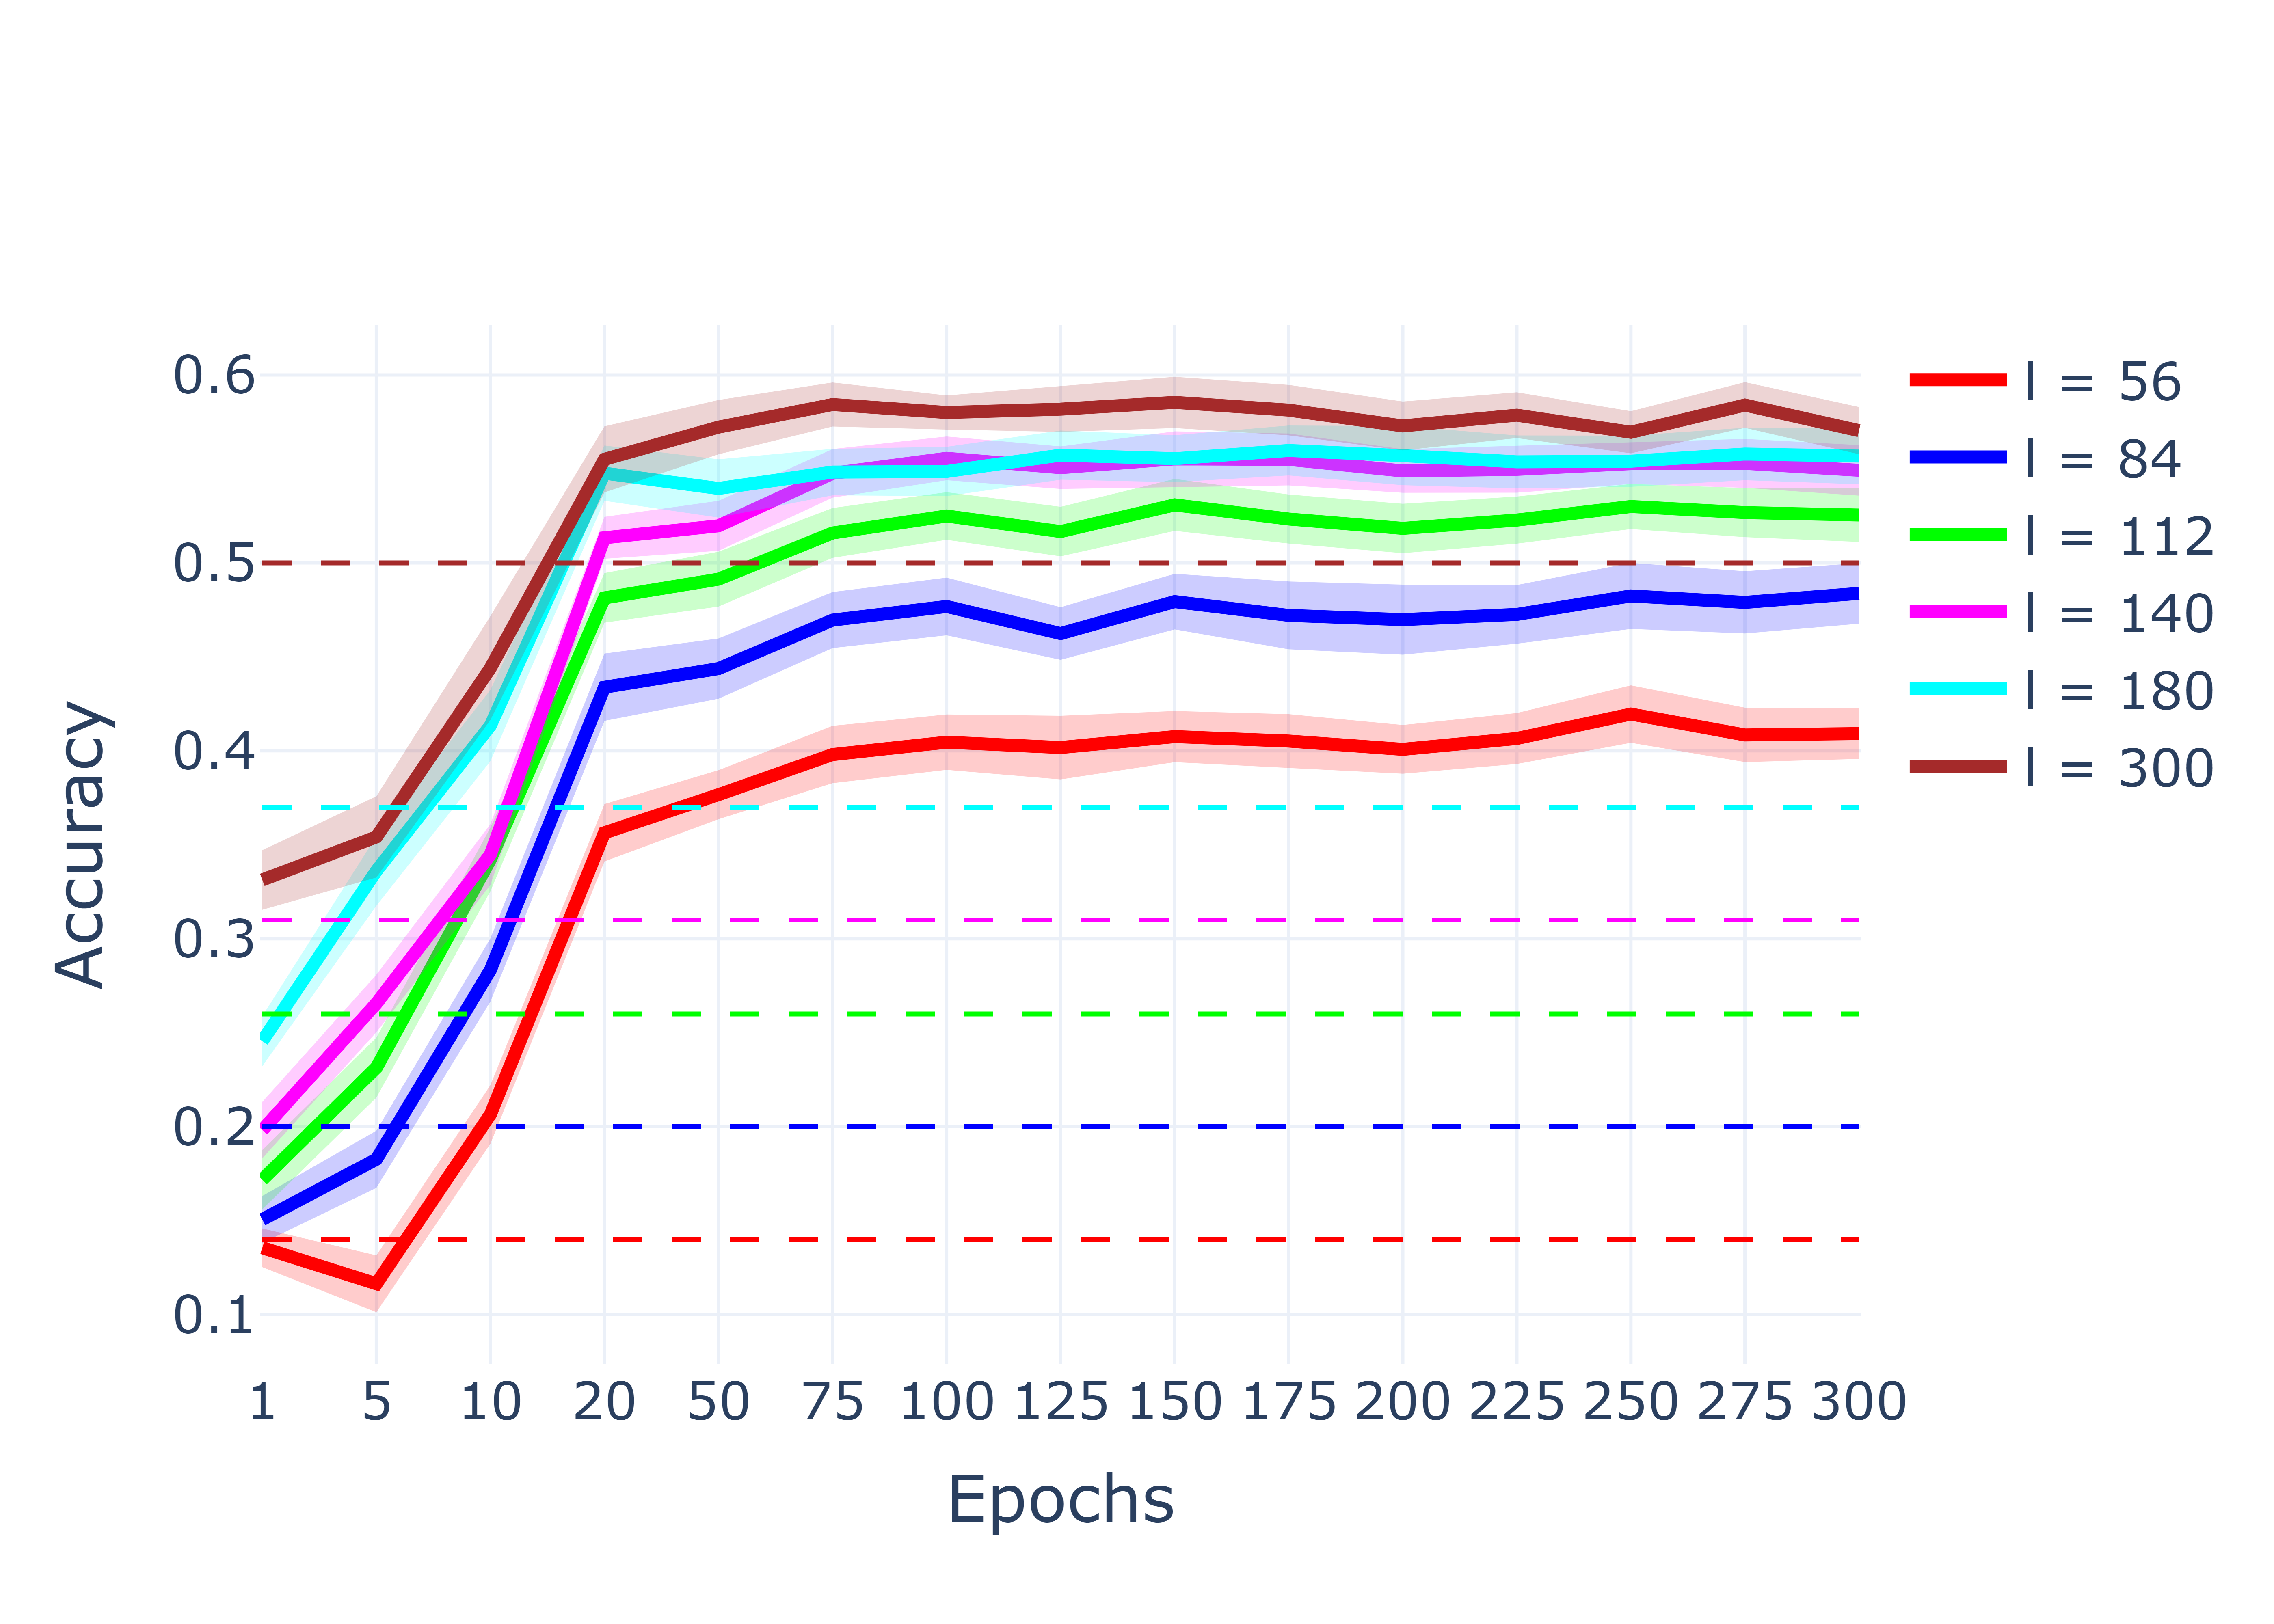 0.6
0.5
0.4
0.3
0.2
0.1
Accuracy
1 5 10 20 50 75 100 125 150 175 200 225 250 275 300
Epochs
l = 56
l = 84
l = 112
l = 140
l = 180
l = 300